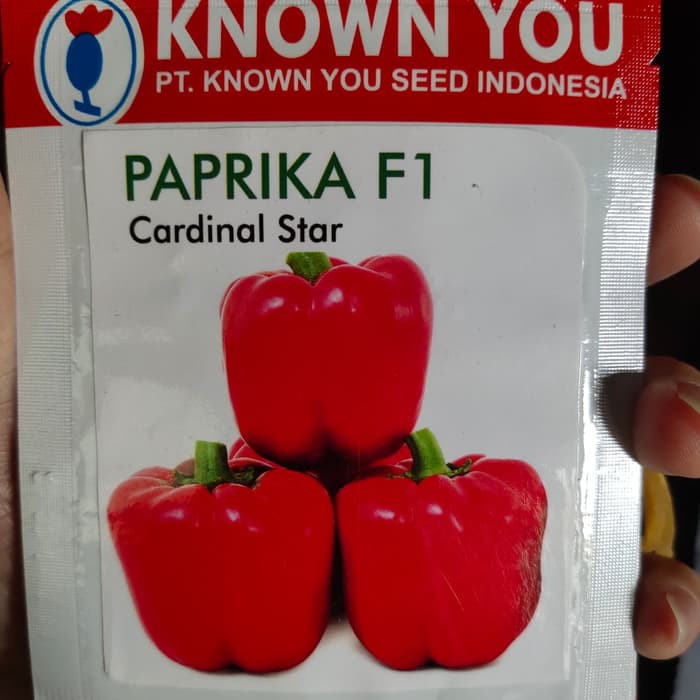 KNOWN YOU
PT. KNOWN YOU SEED INDONESIA
PAPRIKA F1
Cardinal Star